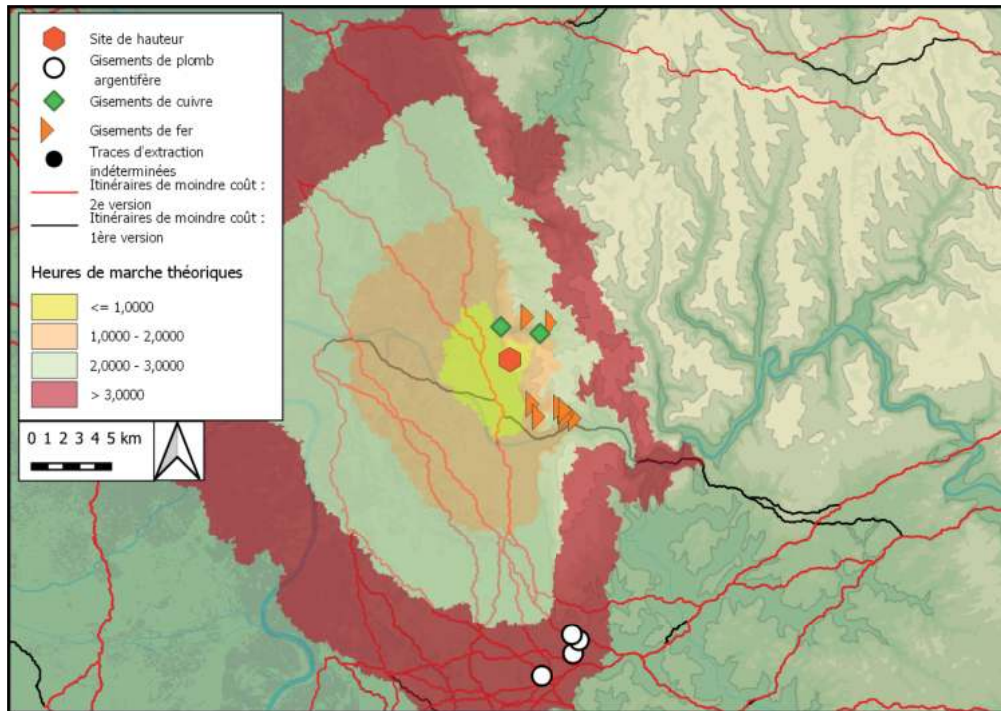 Site de hauteur
Gisements de plomb
argentifère
Gisements de cuivre
Gisements de fer
Traces d'extraction
indéterminées
Itinéraires de moindre coût :
2e version
Itinéraires de moindre coût :
1ère version
Heures de marche théoriques
<= 1,0000
1,0000 - 2,0000
2,0000 - 3,0000
> 3,0000
0 1 2 3 4 5 km